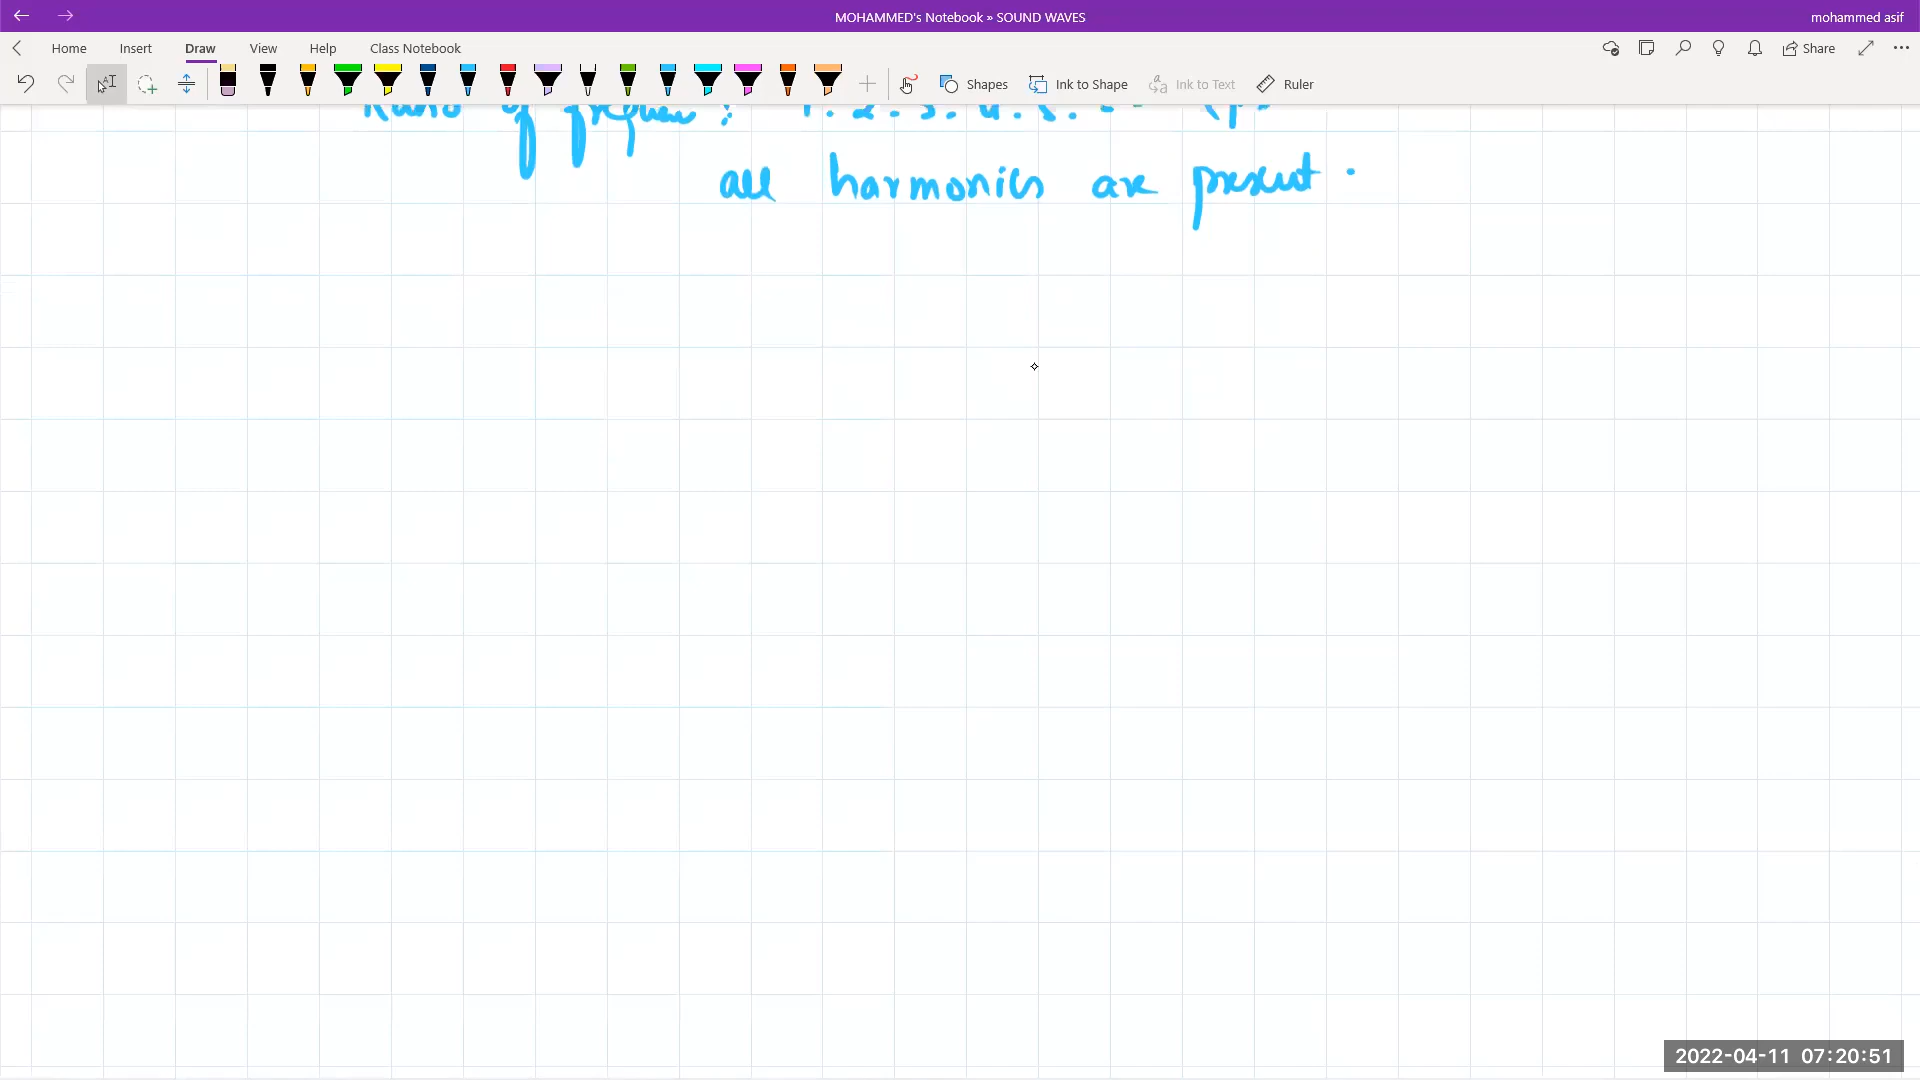 MOHAMMED's Notebook » SOUND WAVES
mohammed asif
Home Insert Draw View Help Class Notebook
Share
Shapes Ink to Shape Ink to Text Ruler
of
all harmonics are present .
2022-04-11 07:20:51